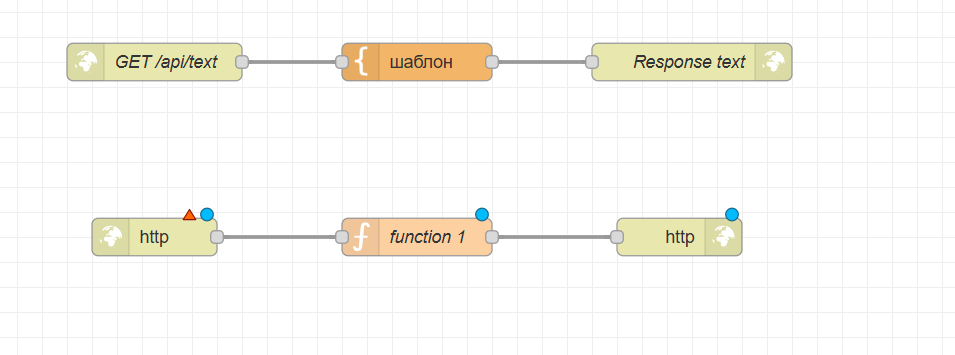 GET /api/text
шаблон
Response text
http
function 1
http